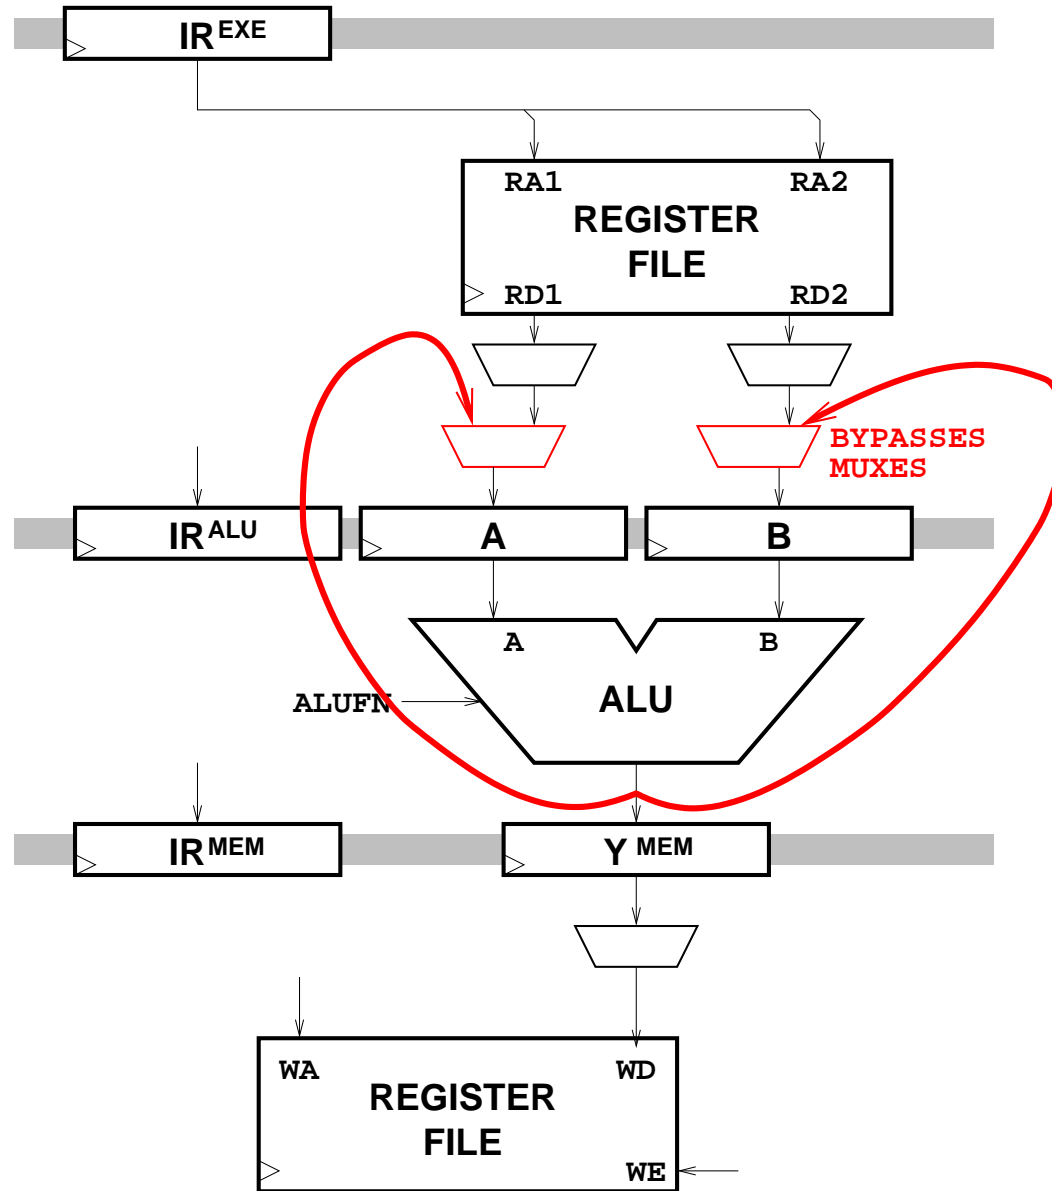 IR EXE
RA1 RA2
REGISTER
FILE
RD1 RD2
BYPASSES
MUXES
IR ALU
A
B
A B
ALUFN
ALU
IR MEM
Y MEM
WA WD
REGISTER
FILE
WE